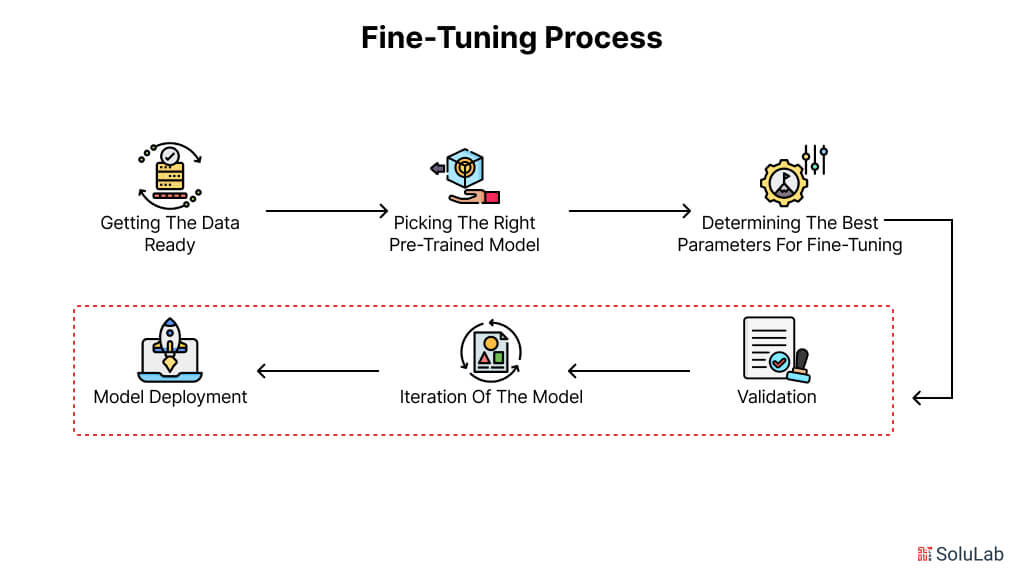 Fine-Tuning Process
Getting The Data
Ready
Picking The Right
Pre-Trained Model
Determining The Best
Parameters For Fine-Tuning
Validation
Iteration Of The Model
Model Deployment
SoluLab